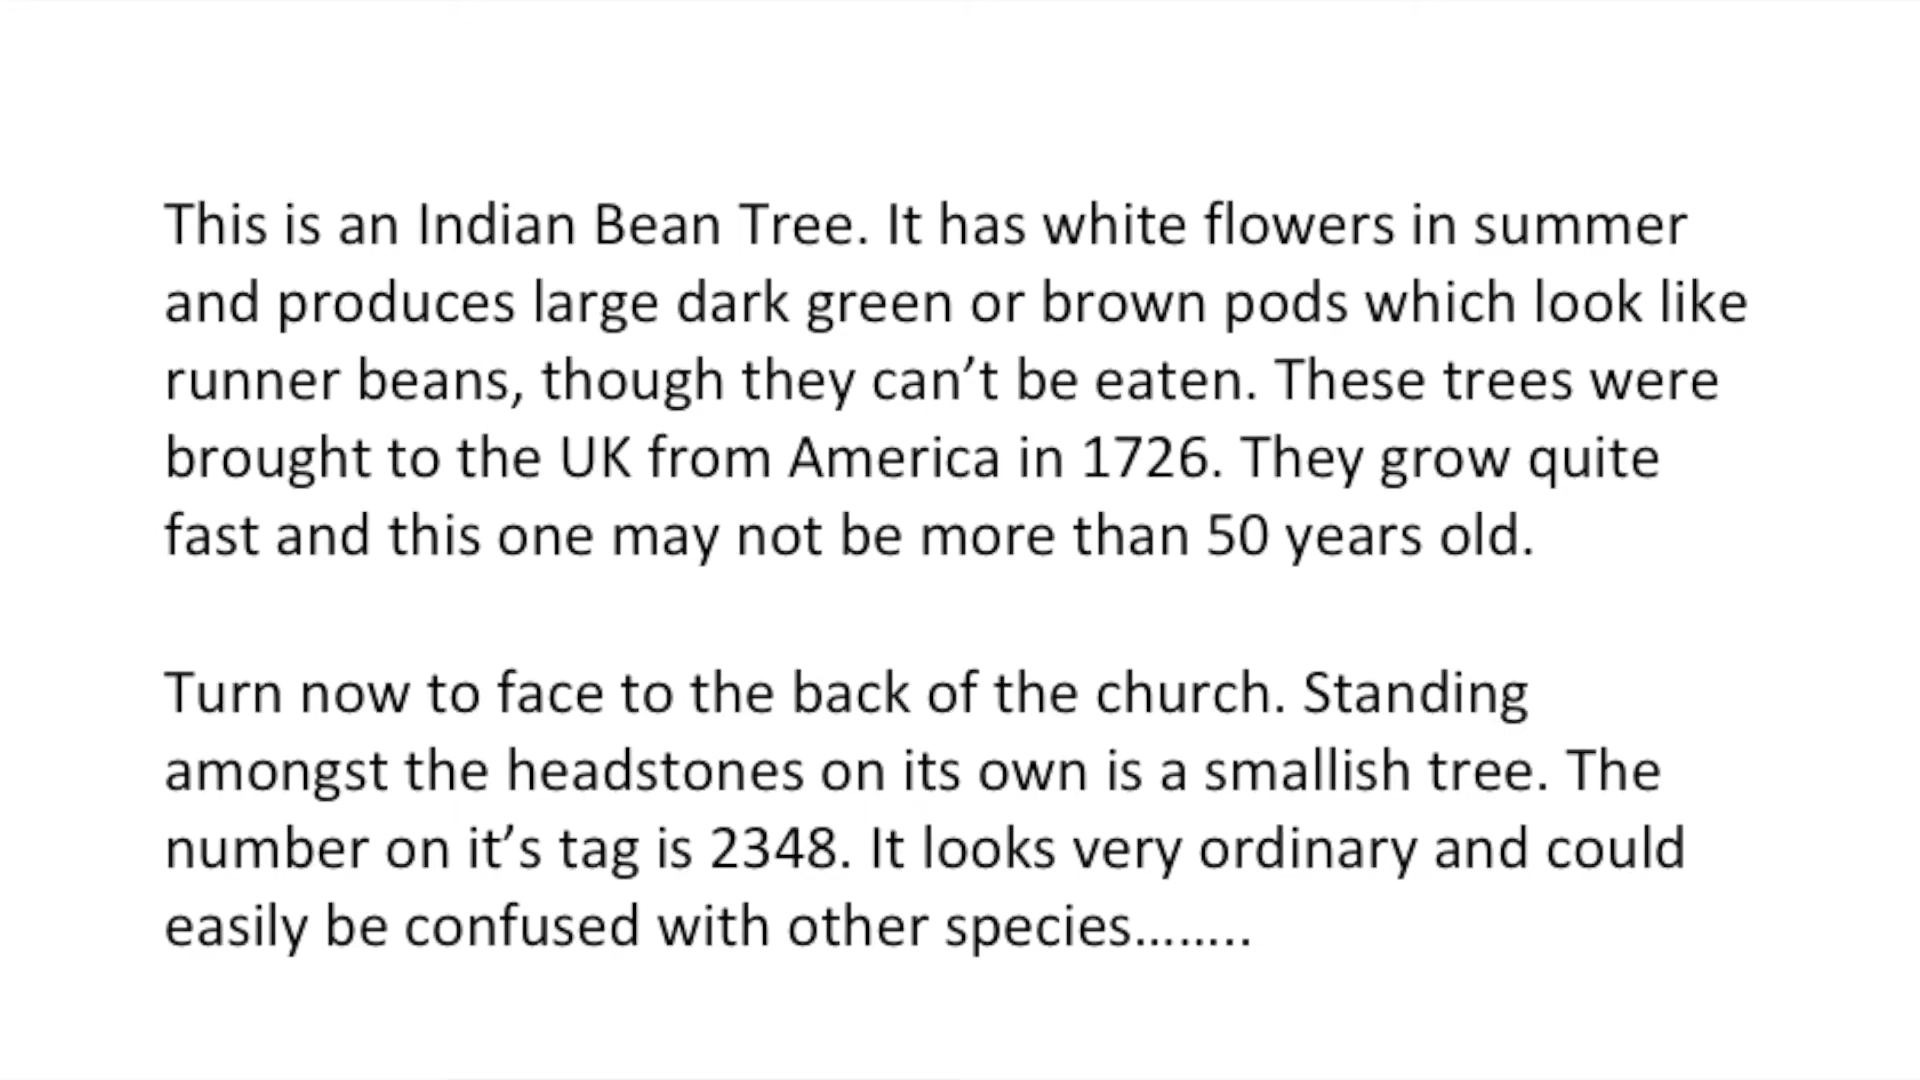 This is an Indian Bean Tree. It has white flowers in summer
and produces large dark green or brown pods which look like
runner beans, though they can’t be eaten. These trees were
brought to the UK from America in 1726. They grow quite
fast and this one may not be more than 50 years old.
Turn now to face to the back of the church. Standing
amongst the headstones on its own is a smallish tree. The
number on it’s tag is 2348. It looks very ordinary and could
easily be confused with other species……..